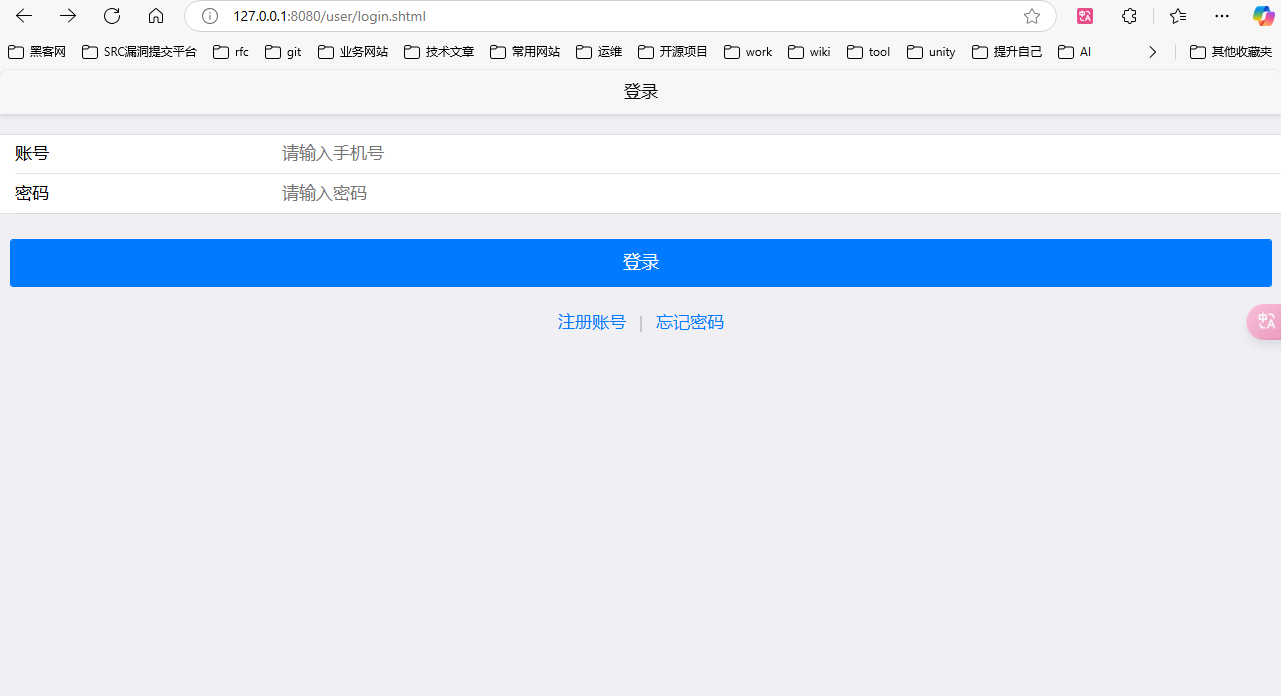 127.0.0.1:8080/user/login.shtml
黑客网 SRC漏洞提交平台 rfc git 业务网站 技术文章 常用网站 运维 开源项目 work wiki tool unity 提升自己 AI 其他收藏夹
登录
账号 请输入手机号
密码 请输入密码
登录
注册账号 | 忘记密码